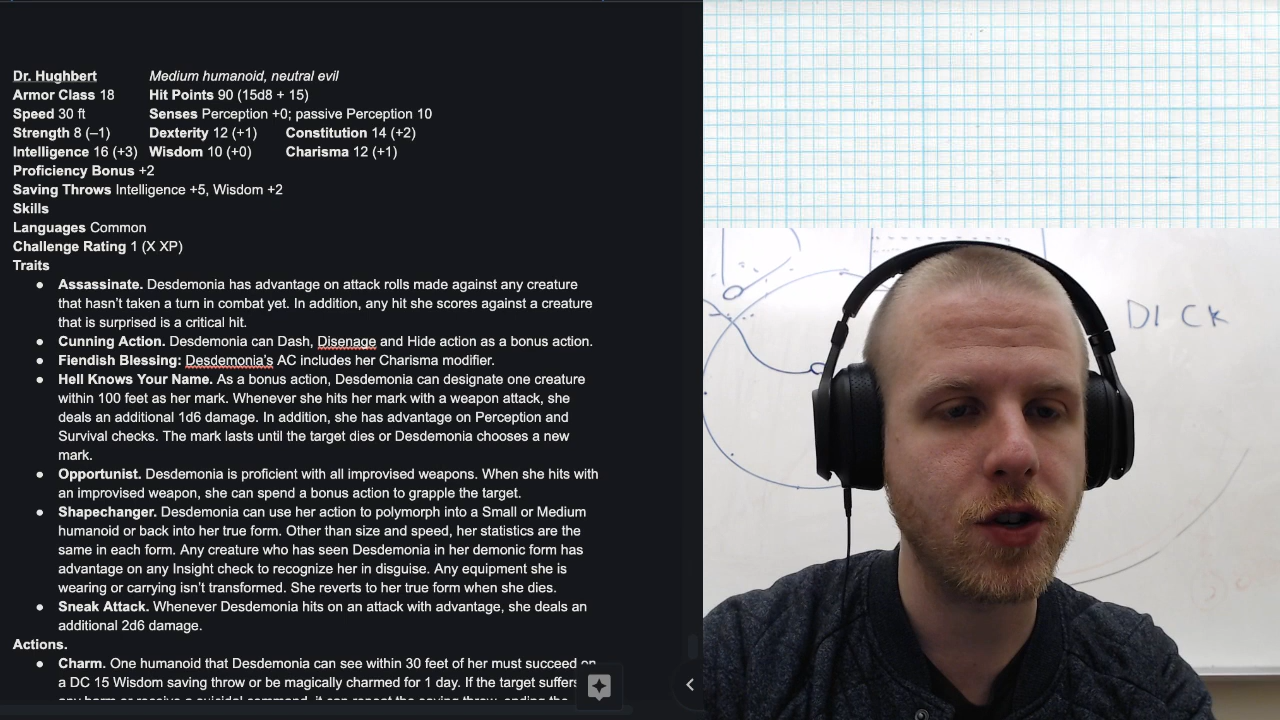 Dr. Hughbert Medium humanoid, neutral evil
Armor Class 18 Hit Points 90 (15d8 + 15)
Speed 30 ft Senses Perception +0; passive Perception 10
Strength 8 (–1) Dexterity 12 (+1) Constitution 14 (+2)
Intelligence 16 (+3) Wisdom 10 (+0) Charisma 12 (+1)
Proficiency Bonus +2
Saving Throws Intelligence +5, Wisdom +2
Skills
Languages Common
Challenge Rating 1 (X XP)
Traits
● Assassinate. Desdemonia has advantage on attack rolls made against any creature
that hasn't taken a turn in combat yet. In addition, any hit she scores against a creature
that is surprised is a critical hit.
● Cunning Action. Desdemonia can Dash, Disenage and Hide action as a bonus action.
● Fiendish Blessing: Desdemonia's AC includes her Charisma modifier.
● Hell Knows Your Name. As a bonus action, Desdemonia can designate one creature
within 100 feet as her mark. Whenever she hits her mark with a weapon attack, she
deals an additional 1d6 damage. In addition, she has advantage on Perception and
Survival checks. The mark lasts until the target dies or Desdemonia chooses a new
mark.
● Opportunist. Desdemonia is proficient with all improvised weapons. When she hits with
an improvised weapon, she can spend a bonus action to grapple the target.
● Shapechanger. Desdemonia can use her action to polymorph into a Small or Medium
humanoid or back into her true form. Other than size and speed, her statistics are the
same in each form. Any creature who has seen Desdemonia in her demonic form has
advantage on any Insight check to recognize her in disguise. Any equipment she is
wearing or carrying isn't transformed. She reverts to her true form when she dies.
● Sneak Attack. Whenever Desdemonia hits on an attack with advantage, she deals an
additional 2d6 damage.
Actions.
● Charm. One humanoid that Desdemonia can see within 30 feet of her must succeed on
a DC 15 Wisdom saving throw or be magically charmed for 1 day. If the target suffers
any harm or receive a suicidal command, it can repeat the saving throw, ending the
DICK